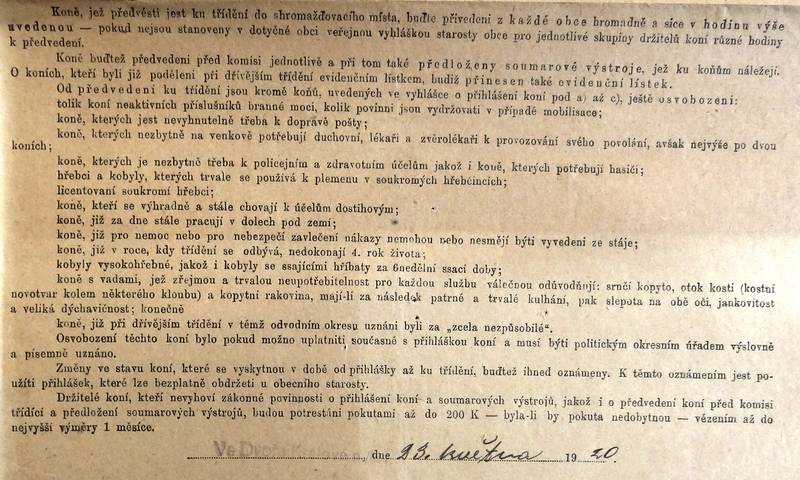 Koně, jež předvésti jest ku třídění do shromažďovacího místa, buďte přivedeni z každé obce hromadně a sice v hodinu výše
uvedenou — pokud nejsou stanoveny v dotyčné obci veřejnou vyhláškou starosty obce pro jednotlivé skupiny držitelů koní různé hodiny
k předvedení.
Koně buďtež předvedeni před komisi jednotlivě a při tom také předloženy soumarové výstroje, jež ku koňům náležejí.
O koních, kteří byli již poděleni při dřívějším třídění evidenčním lístkem, budiž přinesen také evidenční lístek.
Od předvedení ku třídění jsou kromě koňů, uvedených ve vyhlášce o přihlášení koní pod a) až c), ještě osvobozeni:
tolik koní neaktivních příslušníků branné moci, kolik povinni jsou vydržovati v případě mobilisace;
koně, kterých jest nevyhnutelně třeba k dopravě pošty;
koně, kterých nezbytně na venkově potřebují duchovní, lékaři a zvěrolékaři k provozování svého povolání, avšak nejvýše po dvou
koních;
koně, kterých je nezbytně třeba k policejním a zdravotním účelům jakož i koně, kterých potřebují hasiči;
hřebci a kobyly, kterých trvale se používá k plemenu v soukromých hřebčincích;
licentovaní soukromí hřebci;
koně, kteří se výhradně a stále chovají k účelům dostihovým;
koně, již za dne stále pracují v dolech pod zemí;
koně, již pro nemoc nebo pro nebezpečí zavlečení nákazy nemohou nebo nesmějí býti vyvedeni ze stáje;
koně, již v roce, kdy třídění se odbývá, nedokonají 4. rok života;
kobyly vysokohřebné, jakož i kobyly se ssajícími hříbaty za 6nedělní ssací doby;
koně s vadami, jež zřejmou a trvalou neupotřebitelnost pro každou službu válečnou odůvodňují: srnčí kopyto, otok kosti (kostní
novotvar kolem některého kloubu) a kopytní rakovina, mají-li za následek patrné a trvalé kulhání, pak slepota na obě oči, jankovitost
a veliká dýchavičnost; konečně
koně, již při dřívějším třídění v témž odvodním okresu uznáni byli za „zcela nezpůsobilé".
Osvobození těchto koní bylo pokud možno uplatniti současně s přihláškou koní a musí býti politickým okresním úřadem výslovně
a písemně uznáno.
Změny ve stavu koní, které se vyskytnou v době od přihlášky až ku třídění, buďtež ihned oznámeny. K těmto oznámením jest po-
užíti přihlášek, které lze bezplatně obdržeti u obecního starosty.
Držitelé koní, kteří nevyhoví zákonné povinnosti o přihlášení koní a soumarových výstrojů, jakož i o předvedení koní před komisi
třídící a předložení soumarových výstrojů, budou potrestáni pokutami až do 200 K — byla-li by pokuta nedobytnou — vězením až do
nejvyšší výměry 1 měsíce.
Ve , dne 23. května 1920